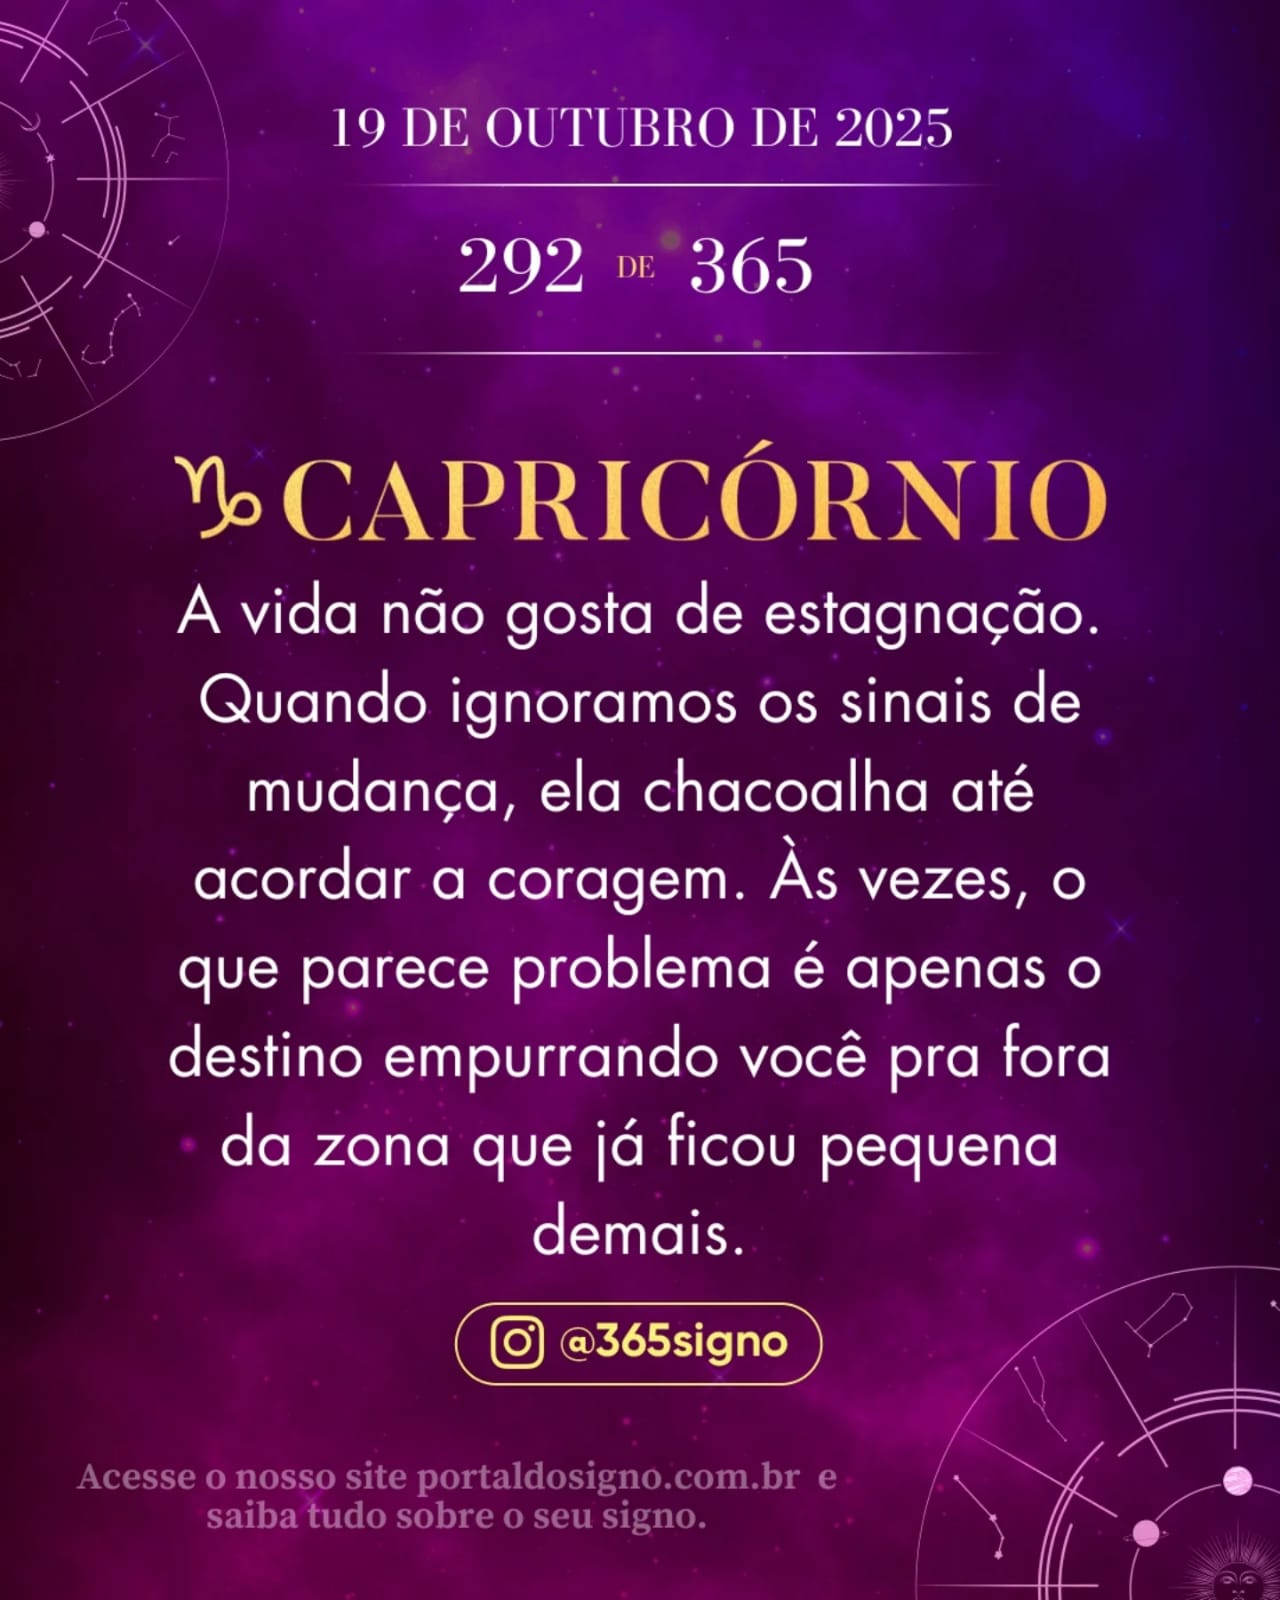 19 DE OUTUBRO DE 2025
292 DE 365
♑CAPRICÓRNIO
A vida não gosta de estagnação.
Quando ignoramos os sinais de
mudança, ela chacoalha até
acordar a coragem. Às vezes, o
que parece problema é apenas o
destino empurrando você pra fora
da zona que já ficou pequena
demais.
@365signo
Acesse o nosso site portaldosigno.com.br e
saiba tudo sobre o seu signo.